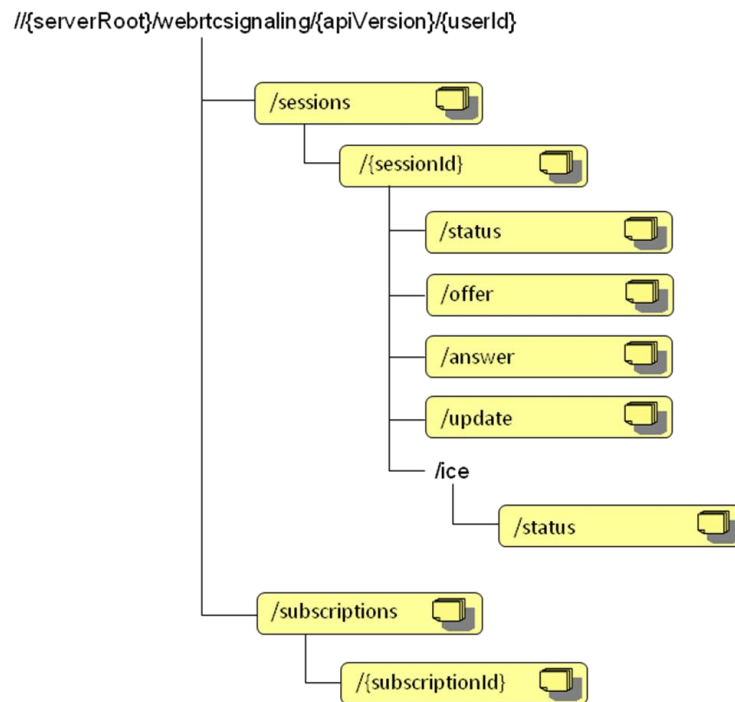 //{serverRoot}/webrtcsignaling/{apiVersion}/{userId}
/sessions
/{sessionId}
/status
/offer
/answer
/update
/ice
/status
/subscriptions
/{subscriptionId}